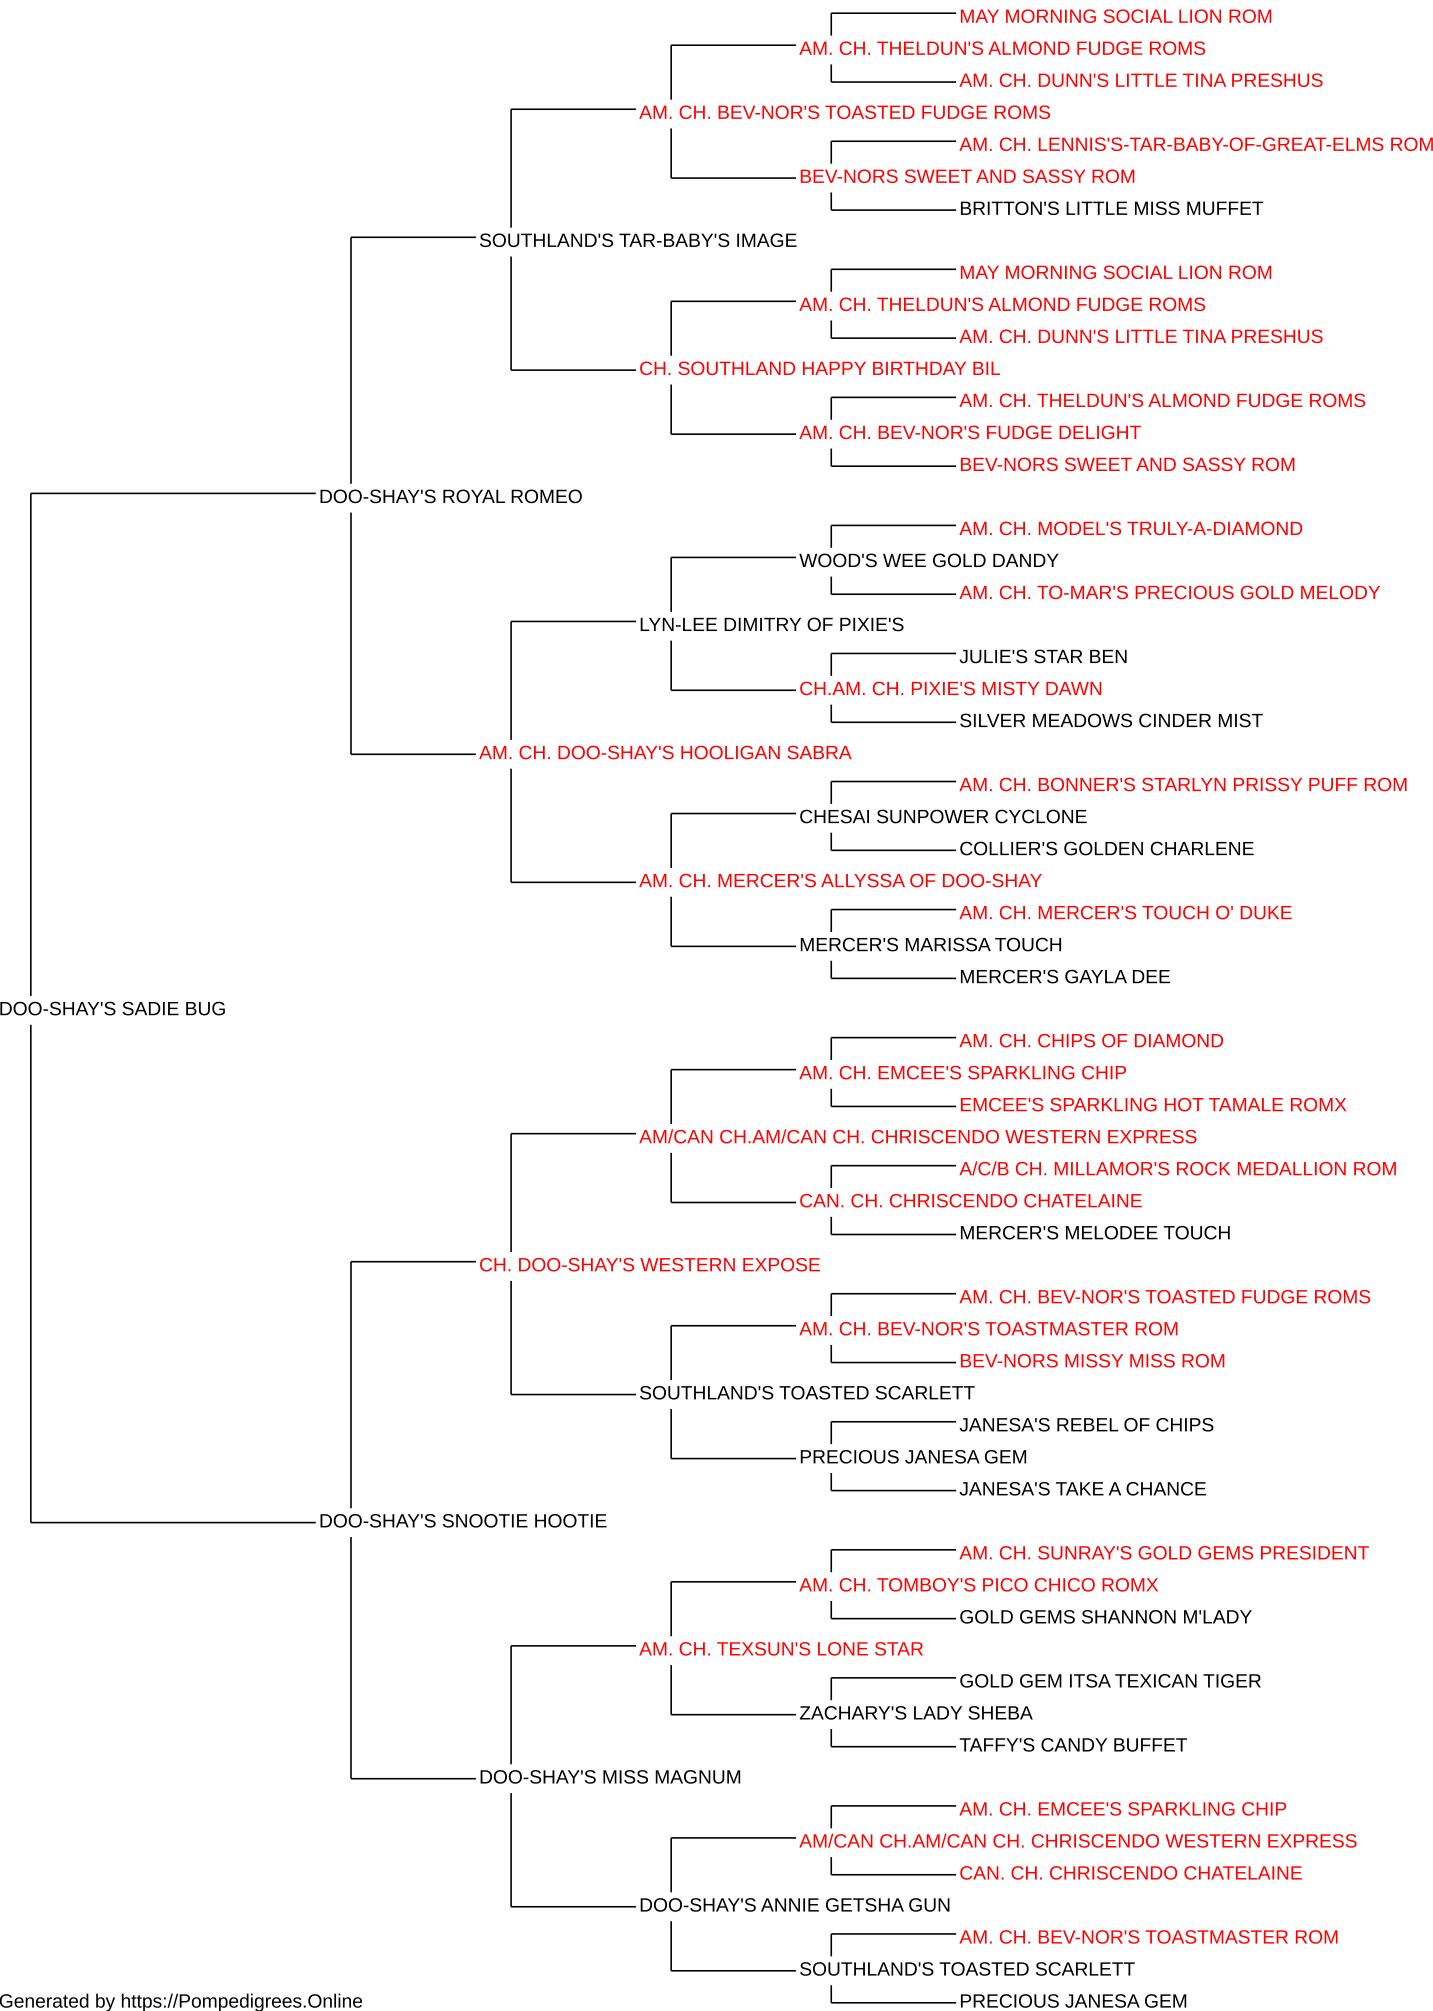 MAY MORNING SOCIAL LION ROM
AM. CH. THELDUN'S ALMOND FUDGE ROMS
AM. CH. DUNN'S LITTLE TINA PRESHUS
AM. CH. BEV-NOR'S TOASTED FUDGE ROMS
AM. CH. LENNIS'S-TAR-BABY-OF-GREAT-ELMS ROM
BEV-NORS SWEET AND SASSY ROM
BRITTON'S LITTLE MISS MUFFET
SOUTHLAND'S TAR-BABY'S IMAGE
MAY MORNING SOCIAL LION ROM
AM. CH. THELDUN'S ALMOND FUDGE ROMS
AM. CH. DUNN'S LITTLE TINA PRESHUS
CH. SOUTHLAND HAPPY BIRTHDAY BIL
AM. CH. THELDUN'S ALMOND FUDGE ROMS
AM. CH. BEV-NOR'S FUDGE DELIGHT
BEV-NORS SWEET AND SASSY ROM
DOO-SHAY'S ROYAL ROMEO
AM. CH. MODEL'S TRULY-A-DIAMOND
WOOD'S WEE GOLD DANDY
AM. CH. TO-MAR'S PRECIOUS GOLD MELODY
LYN-LEE DIMITRY OF PIXIE'S
JULIE'S STAR BEN
CH.AM. CH. PIXIE'S MISTY DAWN
SILVER MEADOWS CINDER MIST
AM. CH. DOO-SHAY'S HOOLIGAN SABRA
AM. CH. BONNER'S STARLYN PRISSY PUFF ROM
CHESAI SUNPOWER CYCLONE
COLLIER'S GOLDEN CHARLENE
AM. CH. MERCER'S ALLYSSA OF DOO-SHAY
AM. CH. MERCER'S TOUCH O' DUKE
MERCER'S MARISSA TOUCH
MERCER'S GAYLA DEE
DOO-SHAY'S SADIE BUG
AM. CH. CHIPS OF DIAMOND
AM. CH. EMCEE'S SPARKLING CHIP
EMCEE'S SPARKLING HOT TAMALE ROMX
AM/CAN CH.AM/CAN CH. CHRISCENDO WESTERN EXPRESS
A/C/B CH. MILLAMOR'S ROCK MEDALLION ROM
CAN. CH. CHRISCENDO CHATELAINE
MERCER'S MELODEE TOUCH
CH. DOO-SHAY'S WESTERN EXPOSE
AM. CH. BEV-NOR'S TOASTED FUDGE ROMS
AM. CH. BEV-NOR'S TOASTMASTER ROM
BEV-NORS MISSY MISS ROM
SOUTHLAND'S TOASTED SCARLETT
JANESA'S REBEL OF CHIPS
PRECIOUS JANESA GEM
JANESA'S TAKE A CHANCE
DOO-SHAY'S SNOOTIE HOOTIE
AM. CH. SUNRAY'S GOLD GEMS PRESIDENT
AM. CH. TOMBOY'S PICO CHICO ROMX
GOLD GEMS SHANNON M'LADY
AM. CH. TEXSUN'S LONE STAR
GOLD GEM ITSA TEXICAN TIGER
ZACHARY'S LADY SHEBA
TAFFY'S CANDY BUFFET
DOO-SHAY'S MISS MAGNUM
AM. CH. EMCEE'S SPARKLING CHIP
AM/CAN CH.AM/CAN CH. CHRISCENDO WESTERN EXPRESS
CAN. CH. CHRISCENDO CHATELAINE
DOO-SHAY'S ANNIE GETSHA GUN
AM. CH. BEV-NOR'S TOASTMASTER ROM
SOUTHLAND'S TOASTED SCARLETT
PRECIOUS JANESA GEM
Generated by https://Pompedigrees.Online